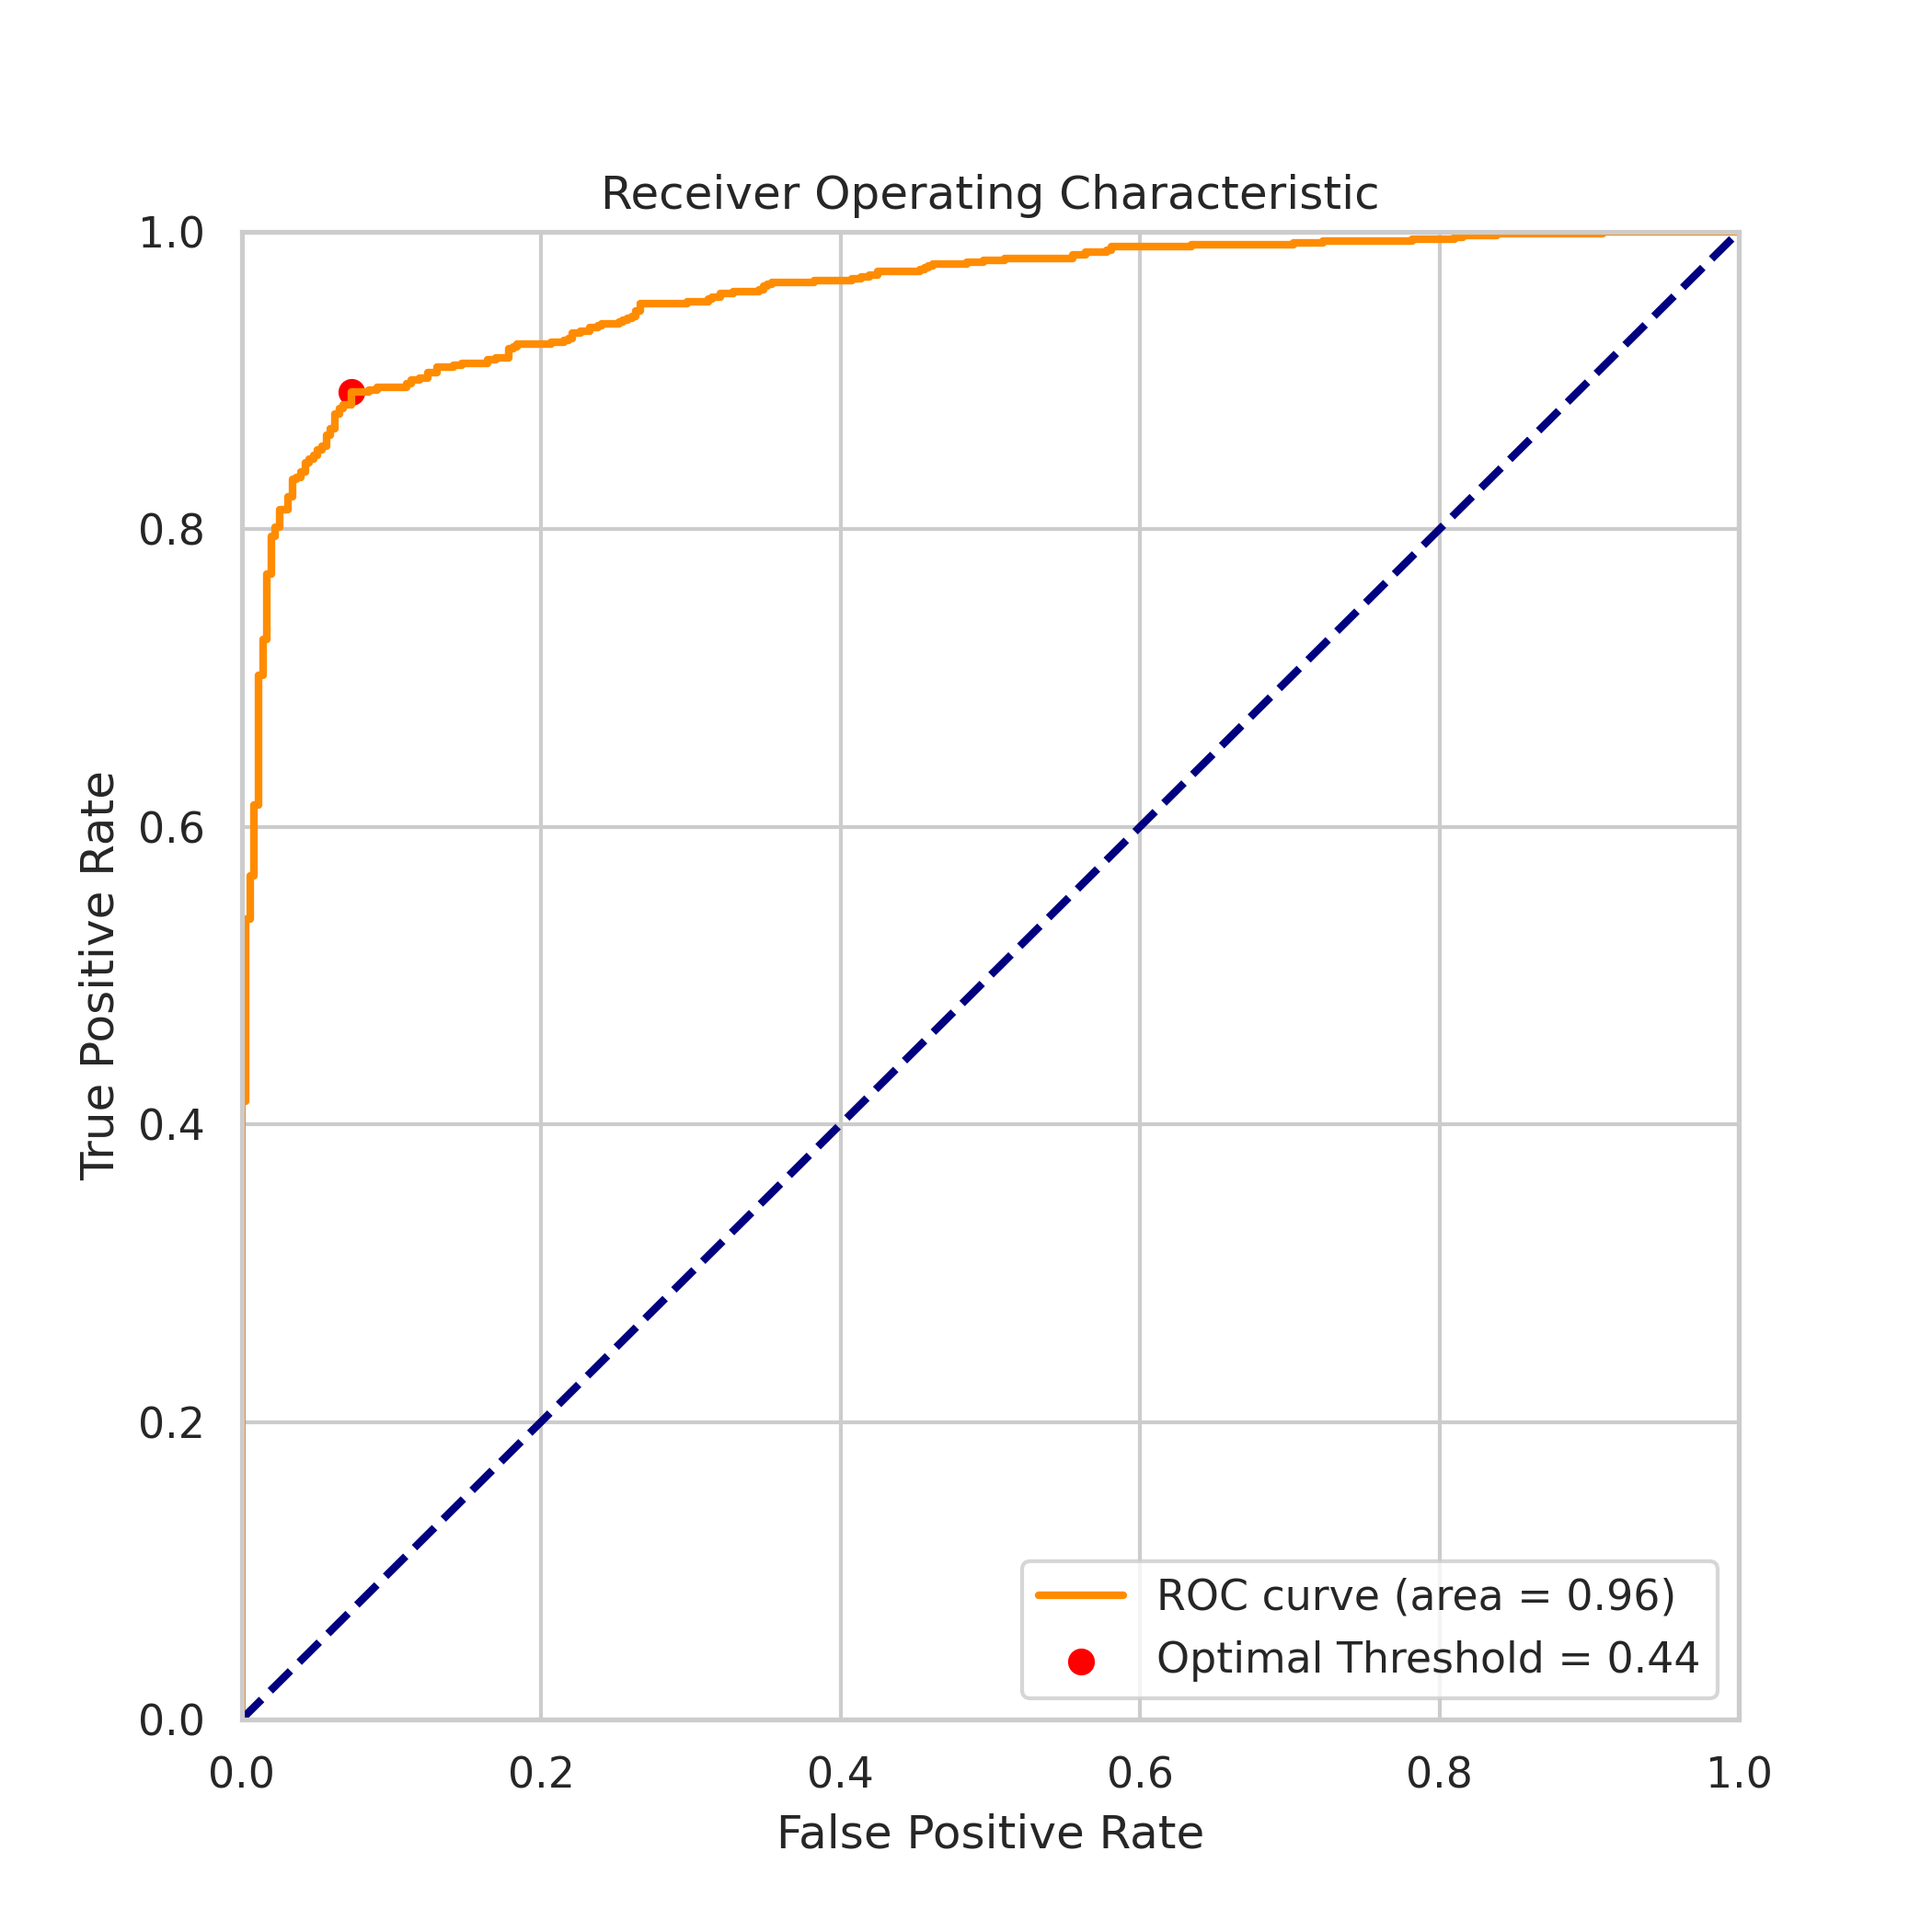 Receiver Operating Characteristic
1.0
0.8
0.6
0.4
0.2
0.0
True Positive Rate
ROC curve (area = 0.96)
Optimal Threshold = 0.44
0.0 0.2 0.4 0.6 0.8 1.0
False Positive Rate